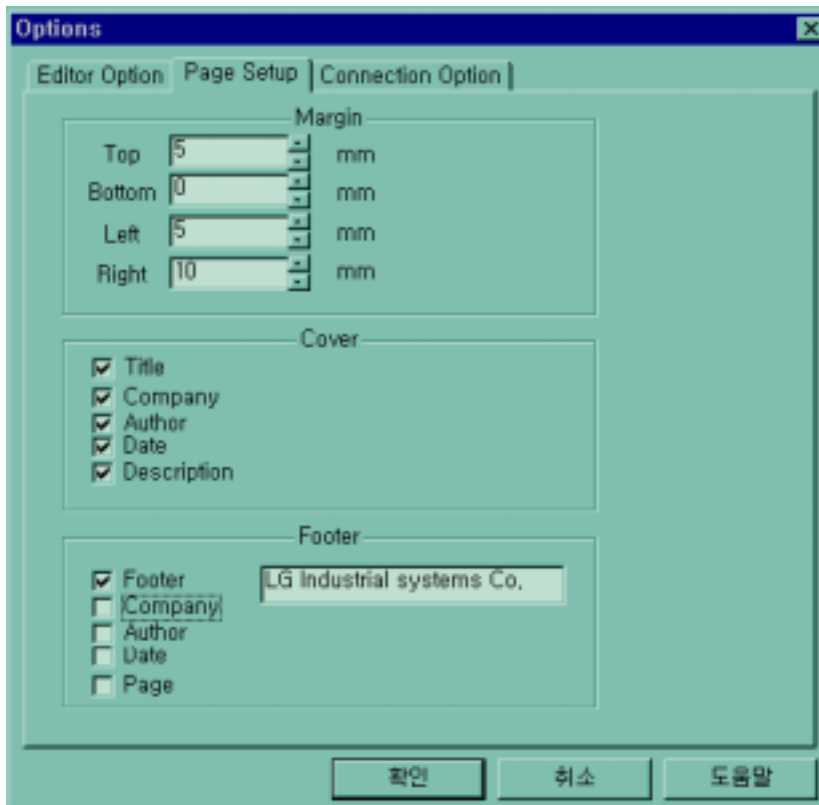 Options
Editor Option Page Setup Connection Option
Margin
Top 5 mm
Bottom 0 mm
Left 5 mm
Right 10 mm
Cover
Title
Company
Author
Date
Description
Footer
Footer LG Industrial systems Co,
Company
Author
Date
Page
확인 취소 도움말